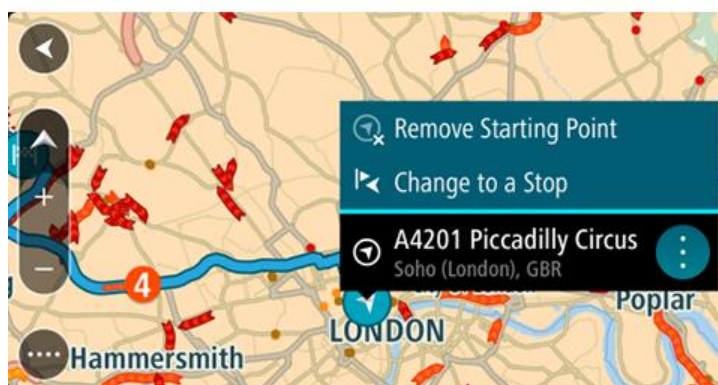 Remove Starting Point
Change to a Stop
A4201 Piccadilly Circus
Soho (London), GBR
4
Poplar
LONDON
Hammersmith